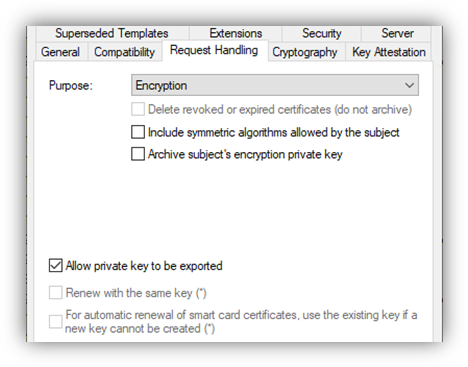 Superseded Templates Extensions Security Server
General Compatibility Request Handling Cryptography Key Attestation
Purpose: Encryption
Delete revoked or expired certificates (do not archive)
Include symmetric algorithms allowed by the subject
Archive subject's encryption private key
Allow private key to be exported
Renew with the same key (*)
For automatic renewal of smart card certificates, use the existing key if a
new key cannot be created (*)